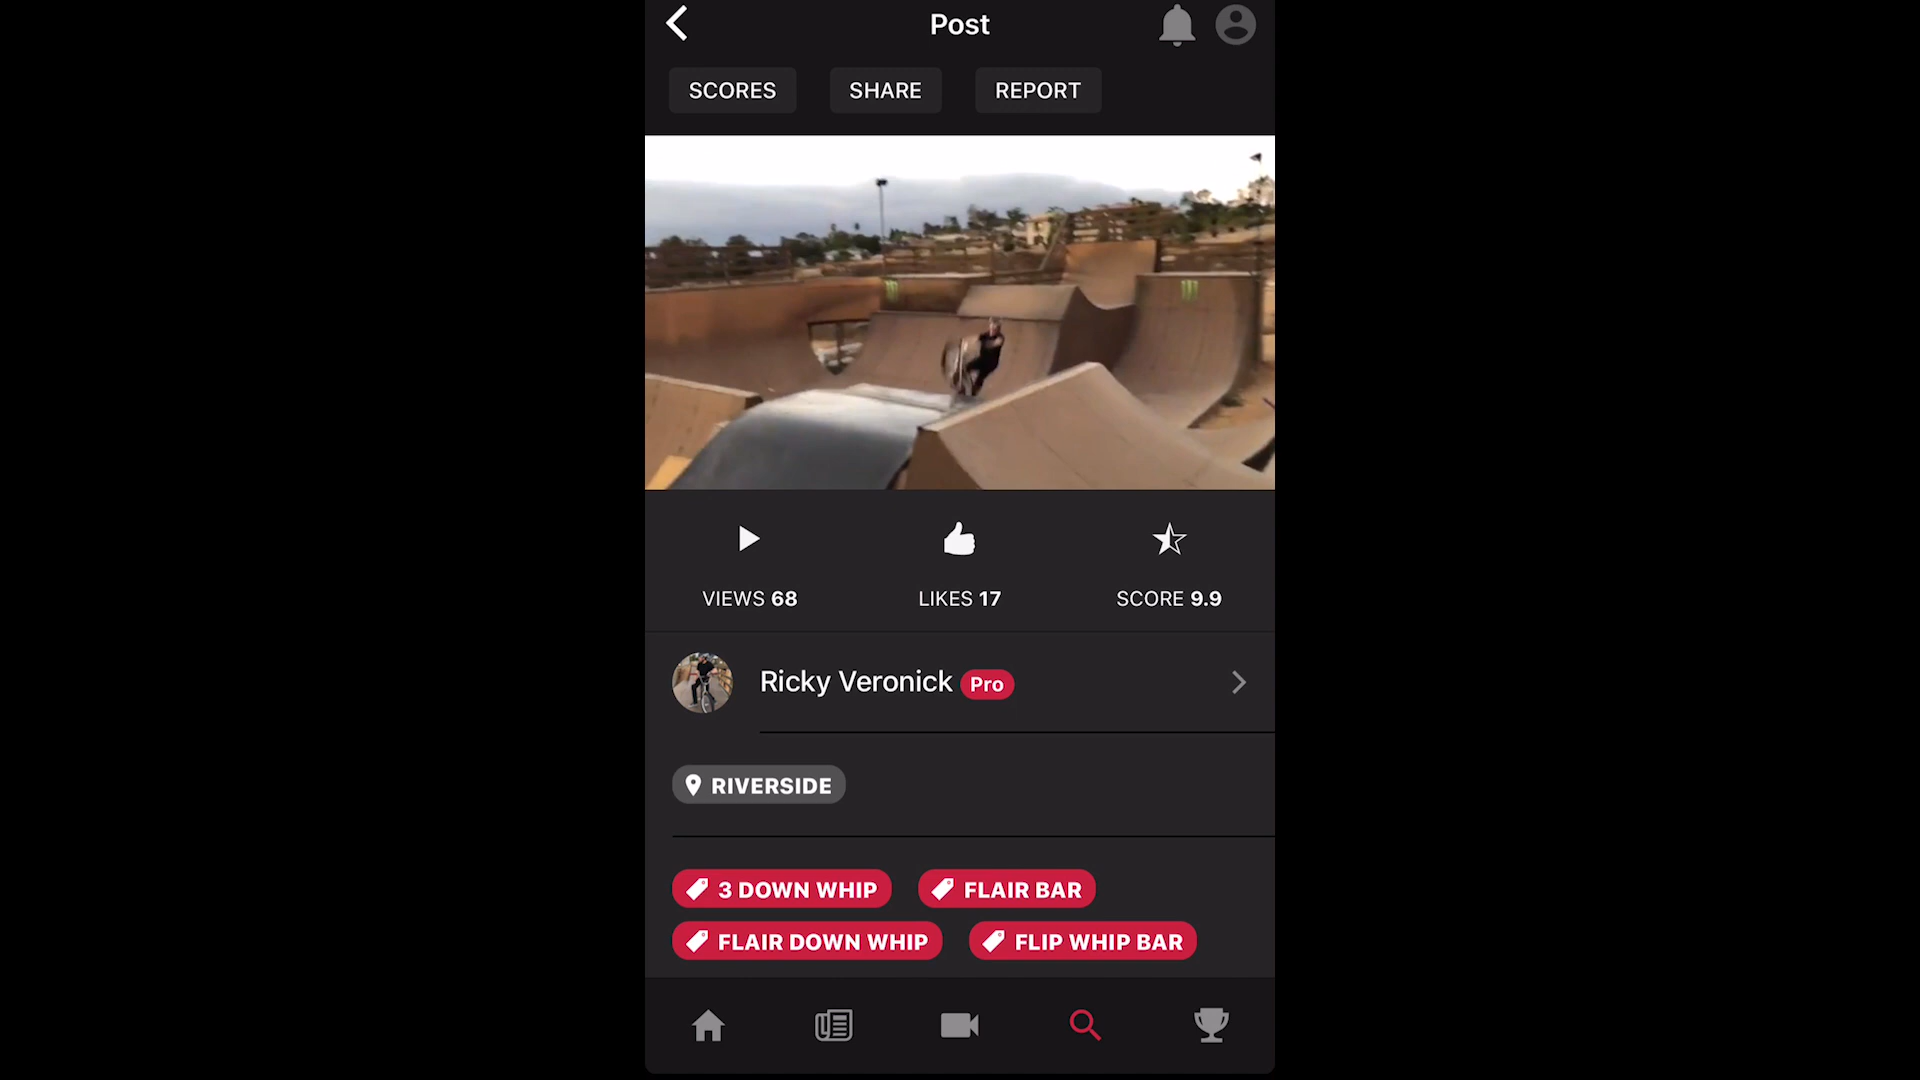 Post
SCORES SHARE REPORT
VIEWS 68 LIKES 17 SCORE 9.9
Ricky Veronick Pro
RIVERSIDE
3 DOWN WHIP FLAIR BAR
FLAIR DOWN WHIP FLIP WHIP BAR